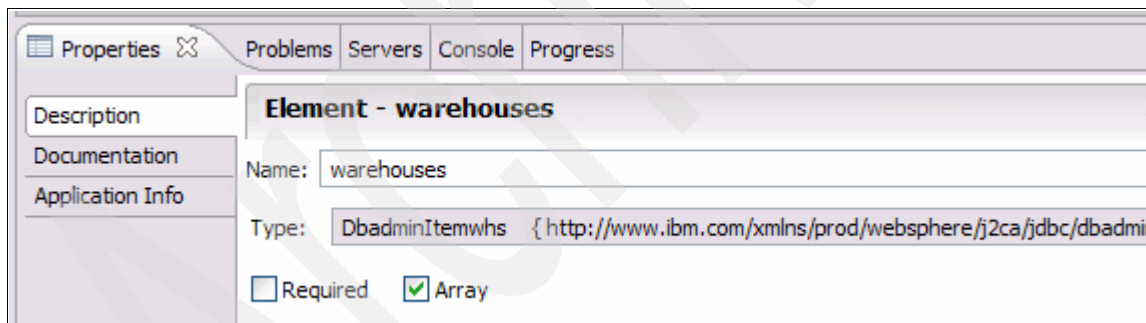 Properties Problems Servers Console Progress
Description
Documentation
Application Info
Element - warehouses
Name: warehouses
Type: DbadminItemwhs { http://www.ibm.com/xmlns/prod/websphere/j2ca/jdbc/dbadmi
Required Array